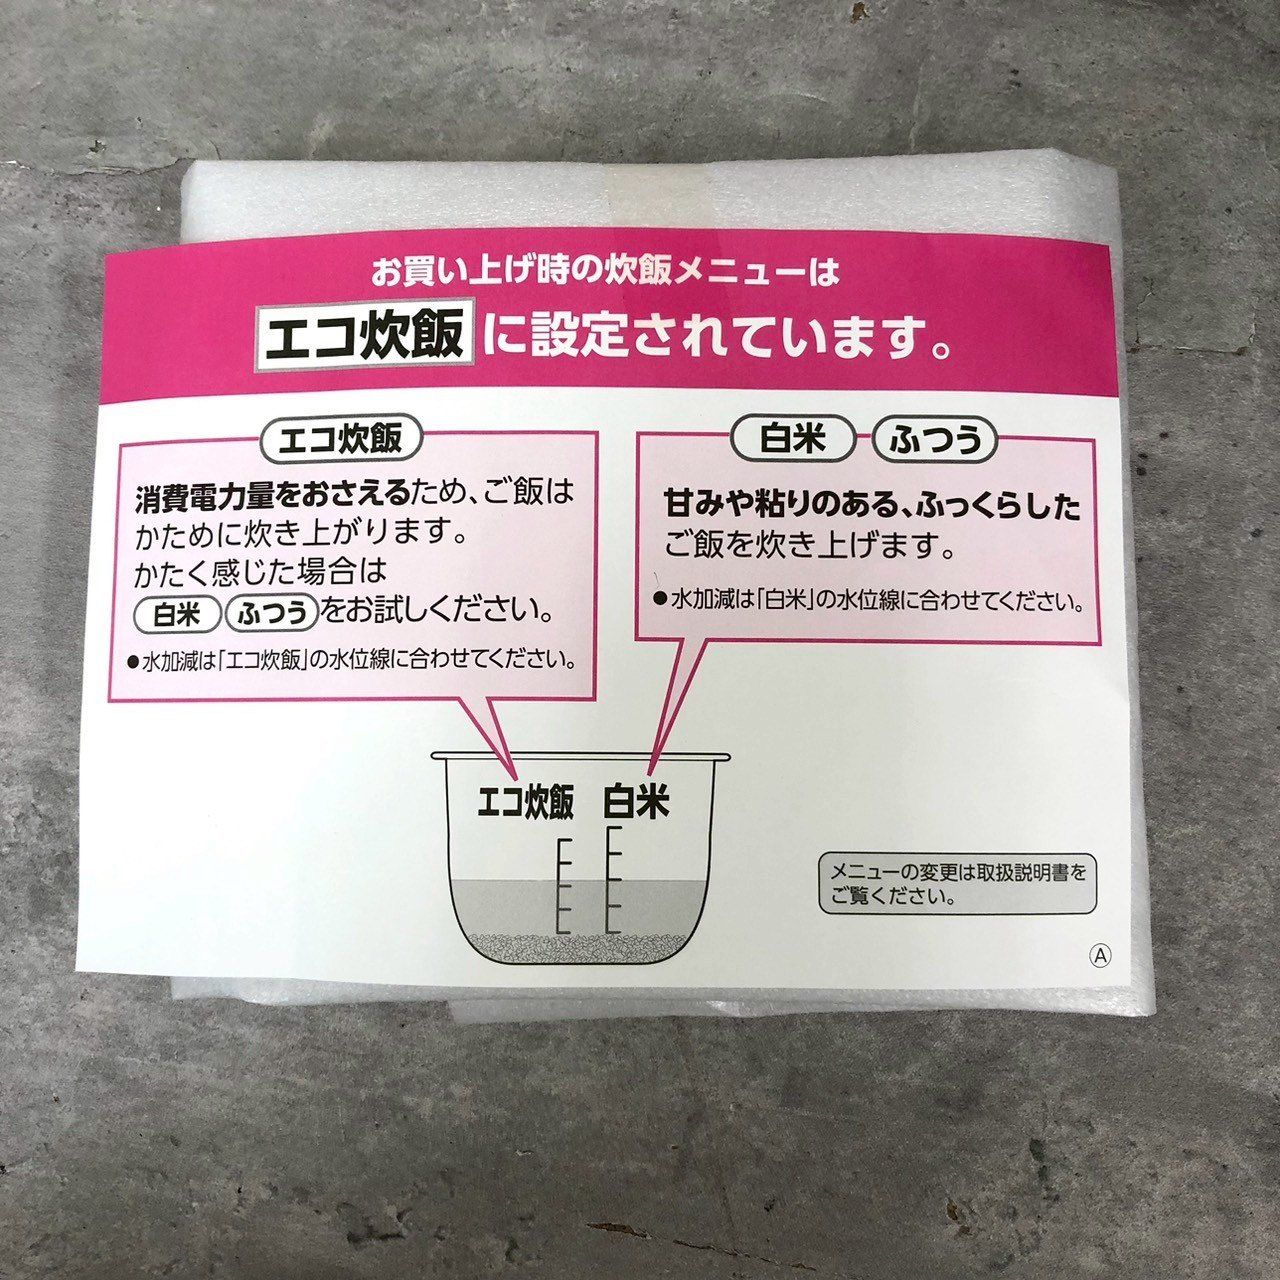 お買い上げ時の炊飯メニューは
エコ炊飯 に設定されています。
エコ炊飯
消費電力量をおさえるため、ご飯は
かために炊き上がります。
かたく感じた場合は
白米 ふつう をお試しください。
●水加減は「エコ炊飯」の水位線に合わせてください。
白米 ふつう
甘みや粘りのある、ふっくらした
ご飯を炊き上げます。
●水加減は「白米」の水位線に合わせてください。
エコ炊飯 白米
メニューの変更は取扱説明書を
ご覧ください。
Ⓐ